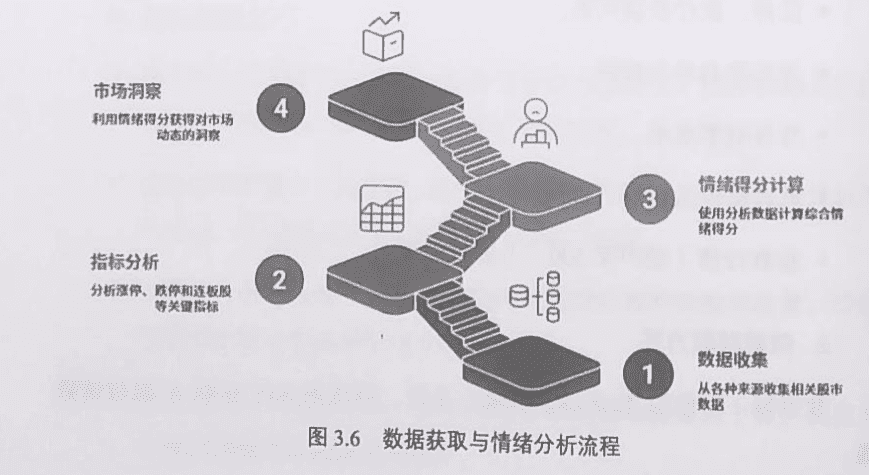 市场洞察
利用情绪得分获得对市场
动态的洞察
4
3
情绪得分计算
使用分析数据计算综合情
绪得分
指标分析
分析涨停、跌停和连板股
等关键指标
2
1
数据收集
从各种来源收集相关股市
数据
图 3.6 数据获取与情绪分析流程